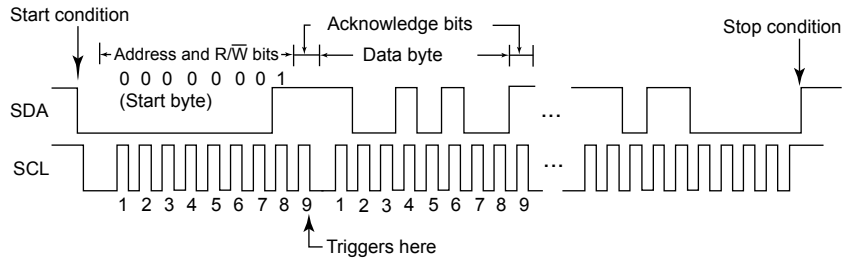 Start condition
Acknowledge bits
Stop condition
Address and R/W̅ bits
Data byte
0 0 0 0 0 0 0 1
(Start byte)
SDA
...
SCL
...
1 2 3 4 5 6 7 8 9 1 2 3 4 5 6 7 8 9
Triggers here